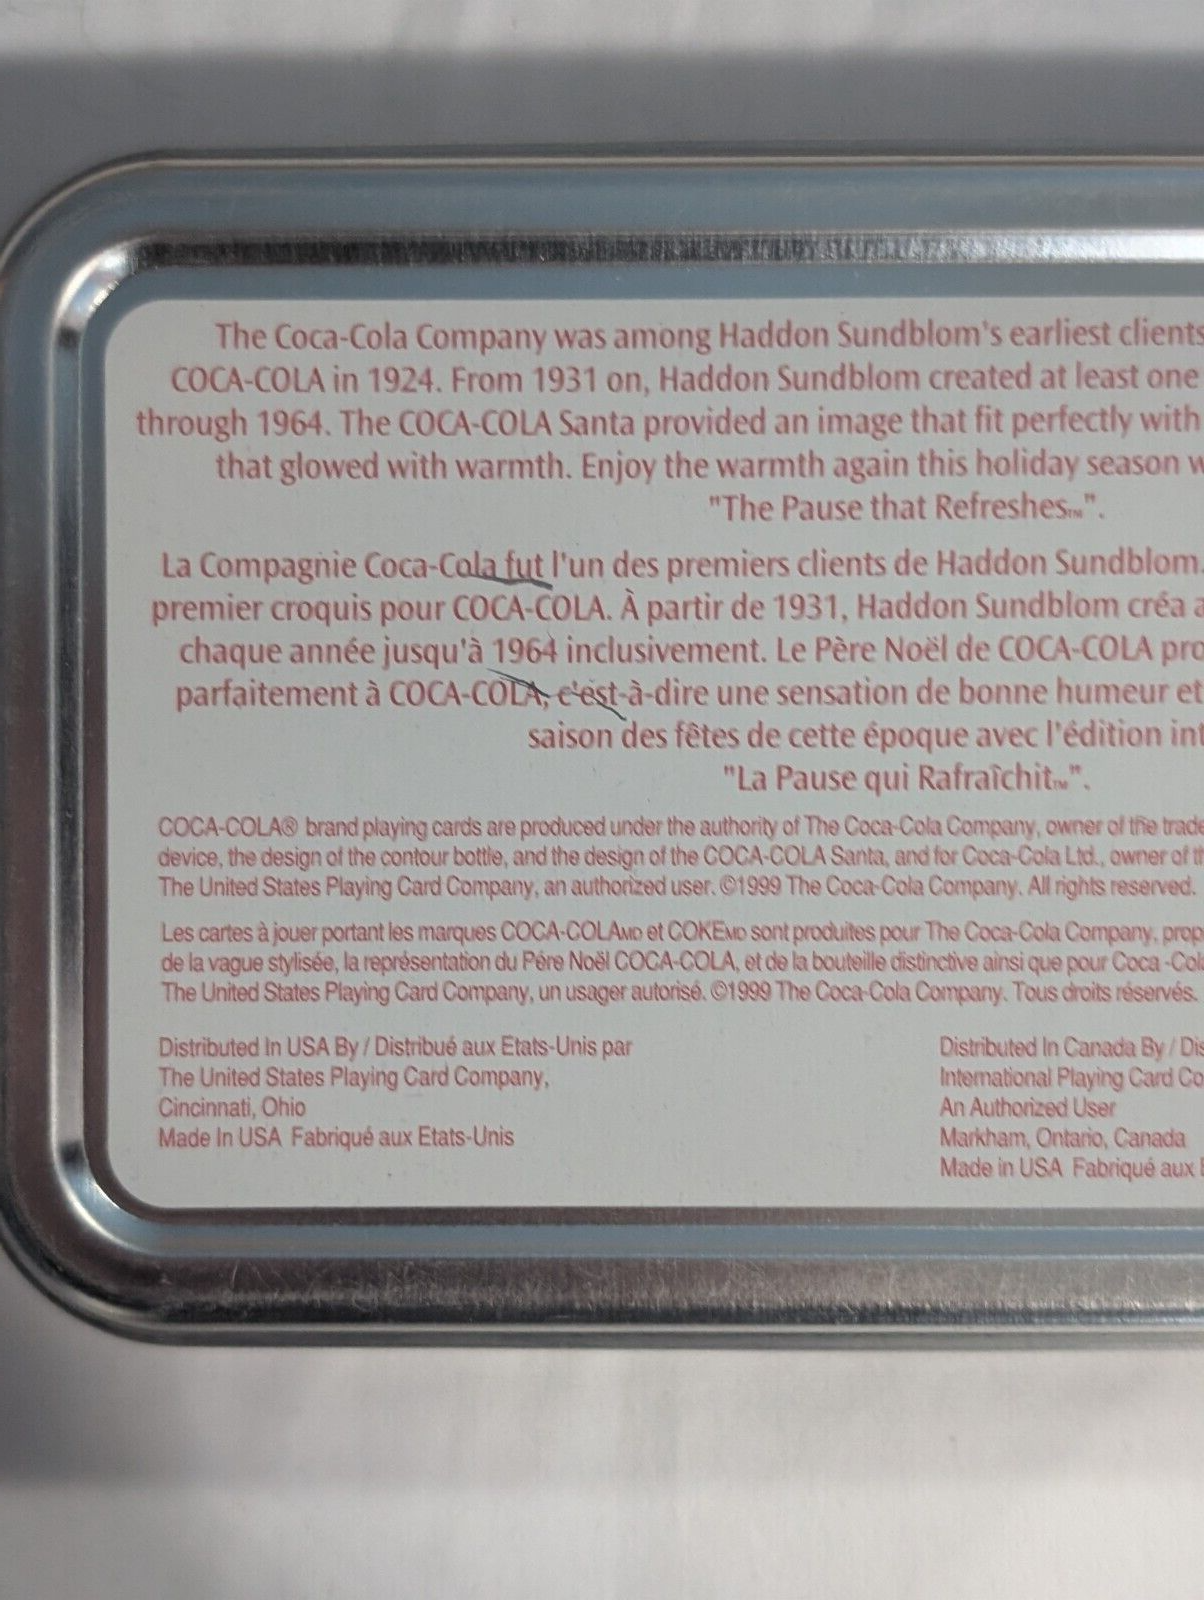 The Coca-Cola Company was among Haddon Sundblom's earliest clients
COCA-COLA in 1924. From 1931 on, Haddon Sundblom created at least one
through 1964. The COCA-COLA Santa provided an image that fit perfectly with
that glowed with warmth. Enjoy the warmth again this holiday season
"The Pause that Refreshes™".
La Compagnie Coca-Cola fut l'un des premiers clients de Haddon Sundblom.
premier croquis pour COCA-COLA. À partir de 1931, Haddon Sundblom créa
chaque année jusqu'à 1964 inclusivement. Le Père Noël de COCA-COLA
parfaitement à COCA-COLA, c'est-à-dire une sensation de bonne humeur et
saison des fêtes de cette époque avec l'édition
"La Pause qui Rafraîchit™".
COCA-COLA® brand playing cards are produced under the authority of The Coca-Cola Company, owner of the
device, the design of the contour bottle, and the design of the COCA-COLA Santa, and for Coca-Cola Ltd., owner of
The United States Playing Card Company, an authorized user. ©1999 The Coca-Cola Company. All rights reserved.
Les cartes à jouer portant les marques COCA-COLAMD et COKEMD sont produites pour The Coca-Cola Company,
de la vague stylisée, la représentation du Pére Noël COCA-COLA, et de la bouteille distinctive ainsi que pour Coca -Cola
The United States Playing Card Company, un usager autorisé. ©1999 The Coca-Cola Company. Tous droits réservés.
Distributed In USA By / Distribué aux Etats-Unis par
The United States Playing Card Company,
Cincinnati, Ohio
Made In USA Fabriqué aux Etats-Unis
Distributed In Canada By /
International Playing Card
An Authorized User
Markham, Ontario, Canada
Made in USA Fabriqué aux